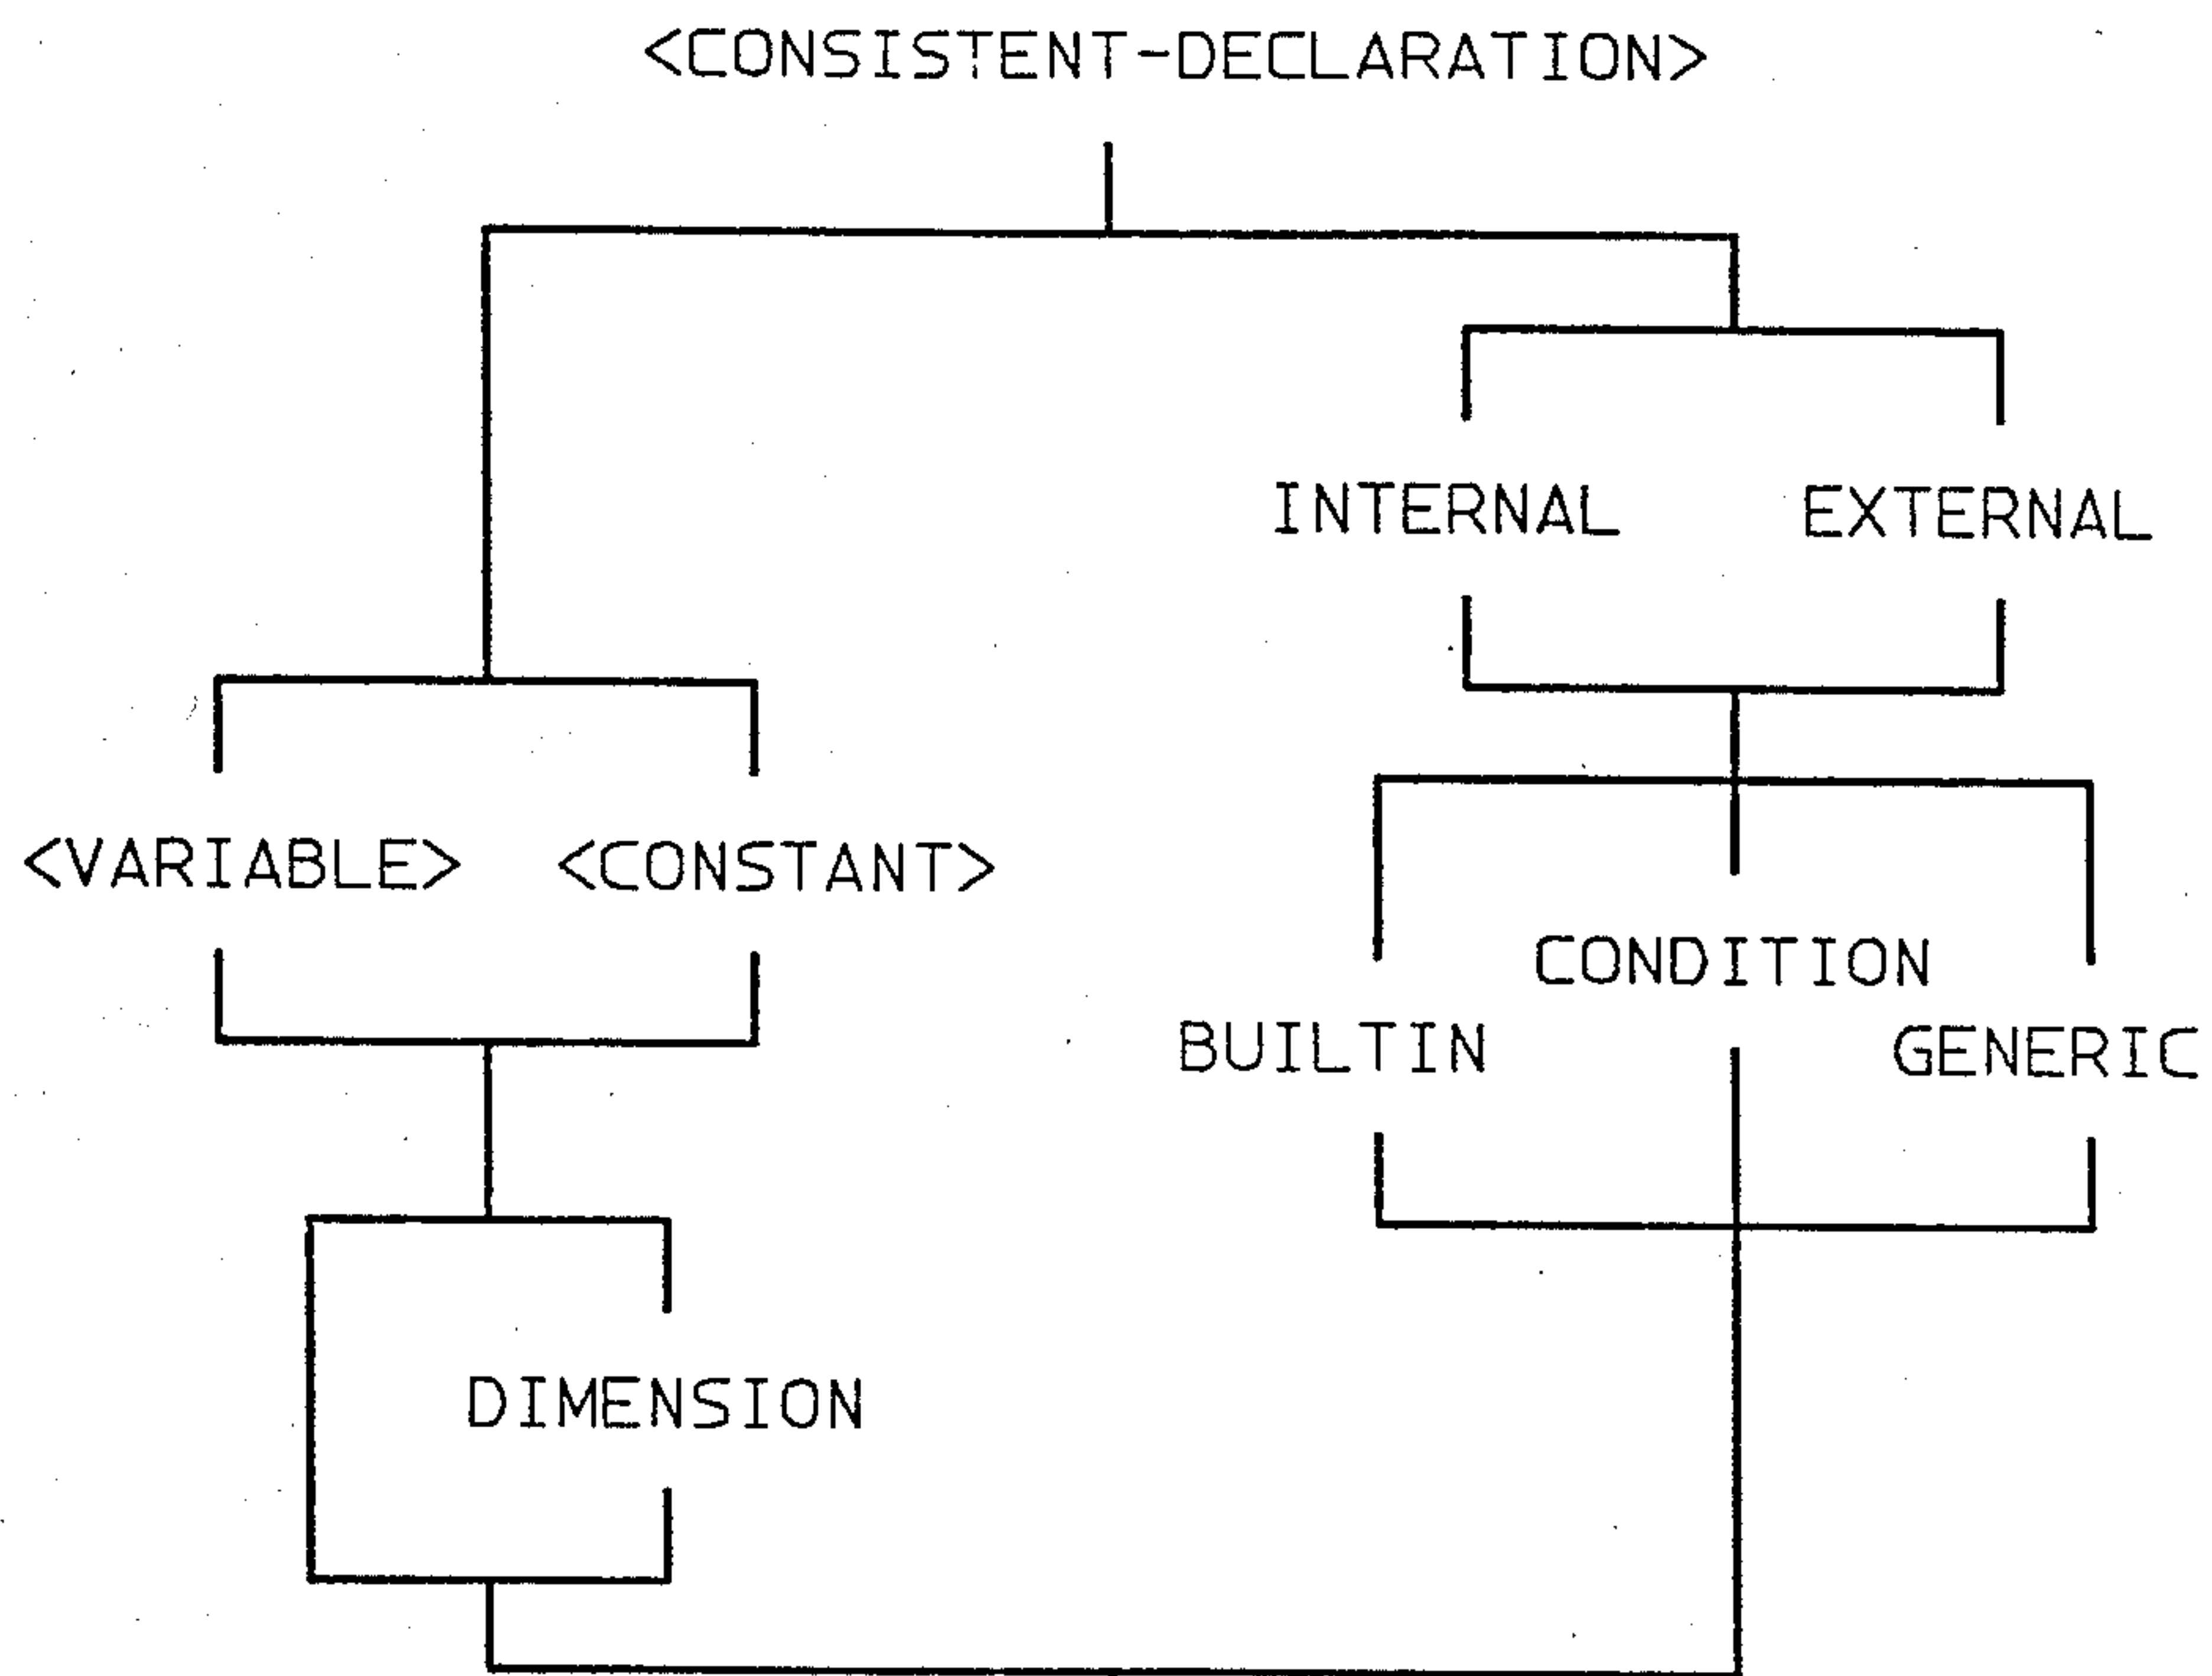 <CONSISTENT-DECLARATION>
INTERNAL EXTERNAL
<VARIABLE> <CONSTANT>
CONDITION
BUILTIN GENERIC
DIMENSION